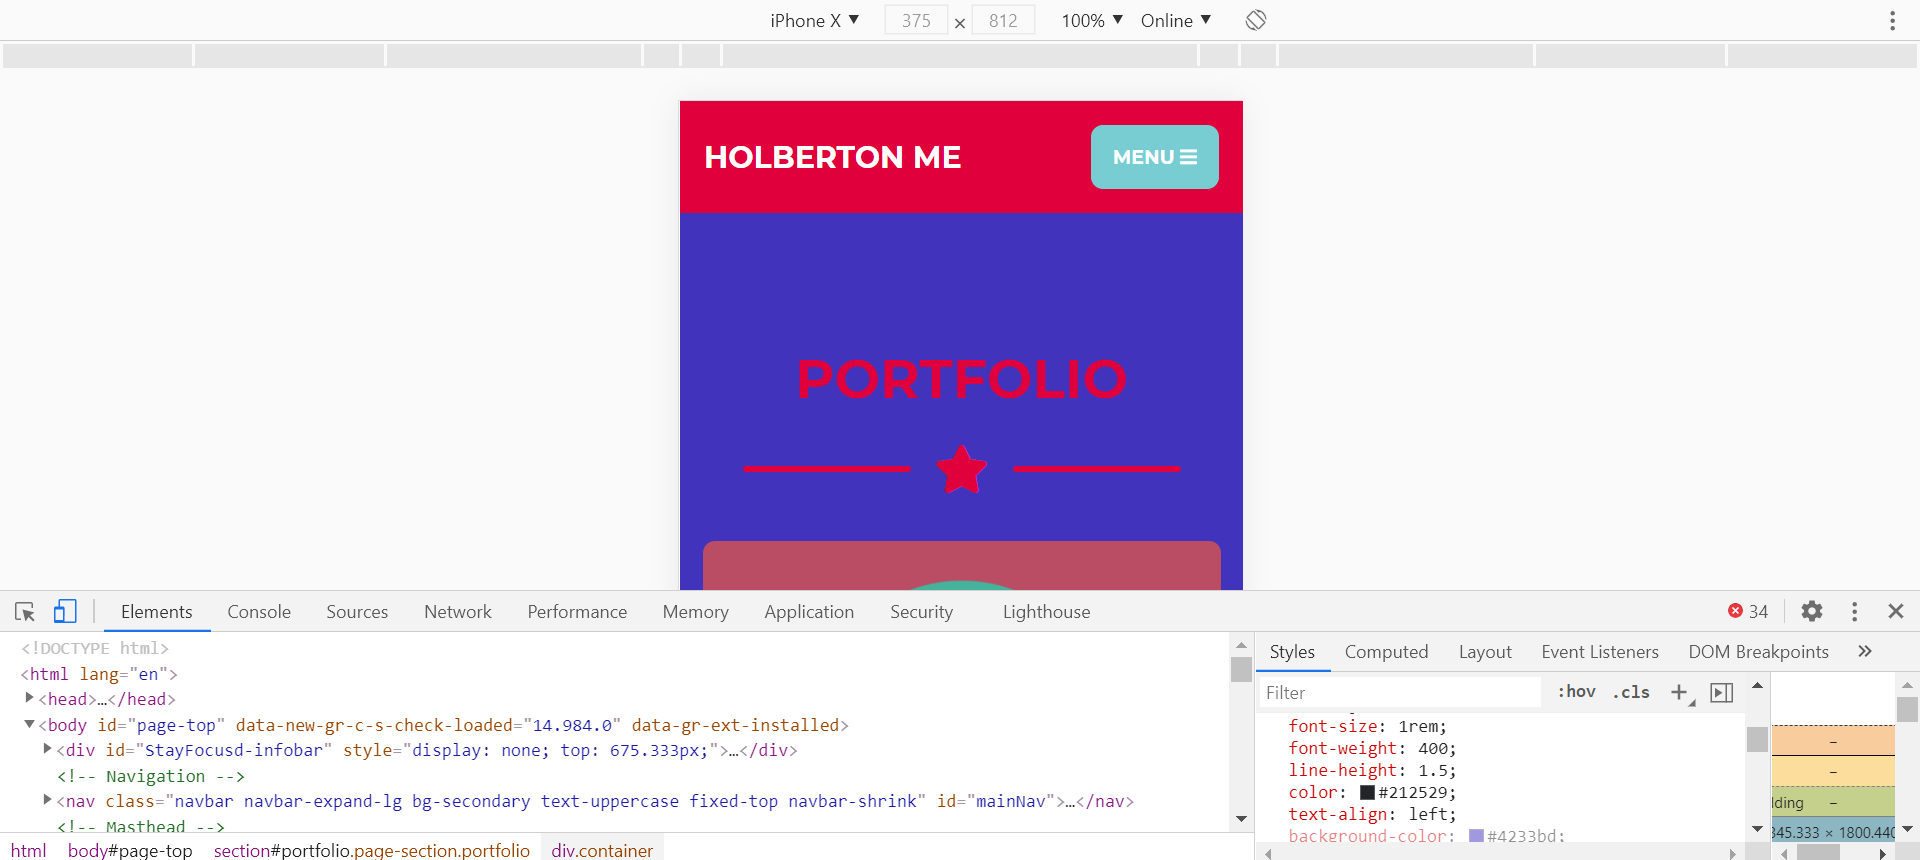 iPhone X ▼ 375 × 812 100% ▼ Online ▼
HOLBERTON ME
MENU
PORTFOLIO
Elements Console Sources Network Performance Memory Application Security Lighthouse 34
<!DOCTYPE html>
<html lang="en">
<head>…</head>
<body id="page-top" data-new-gr-c-s-check-loaded="14.984.0" data-gr-ext-installed>
<div id="StayFocusd-infobar" style="display: none; top: 675.333px;">…</div>
<!-- Navigation -->
<nav class="navbar navbar-expand-lg bg-secondary text-uppercase fixed-top navbar-shrink" id="mainNav">…</nav>
<!-- Masthead -->
html body#page-top section#portfolio.page-section.portfolio div.container
Styles Computed Layout Event Listeners DOM Breakpoints »
Filter :hov .cls +
font-size: 1rem;
font-weight: 400;
line-height: 1.5;
color: #212529;
text-align: left;
background-color: #4233bd;
–
–
dding –
345.333 × 1800.440